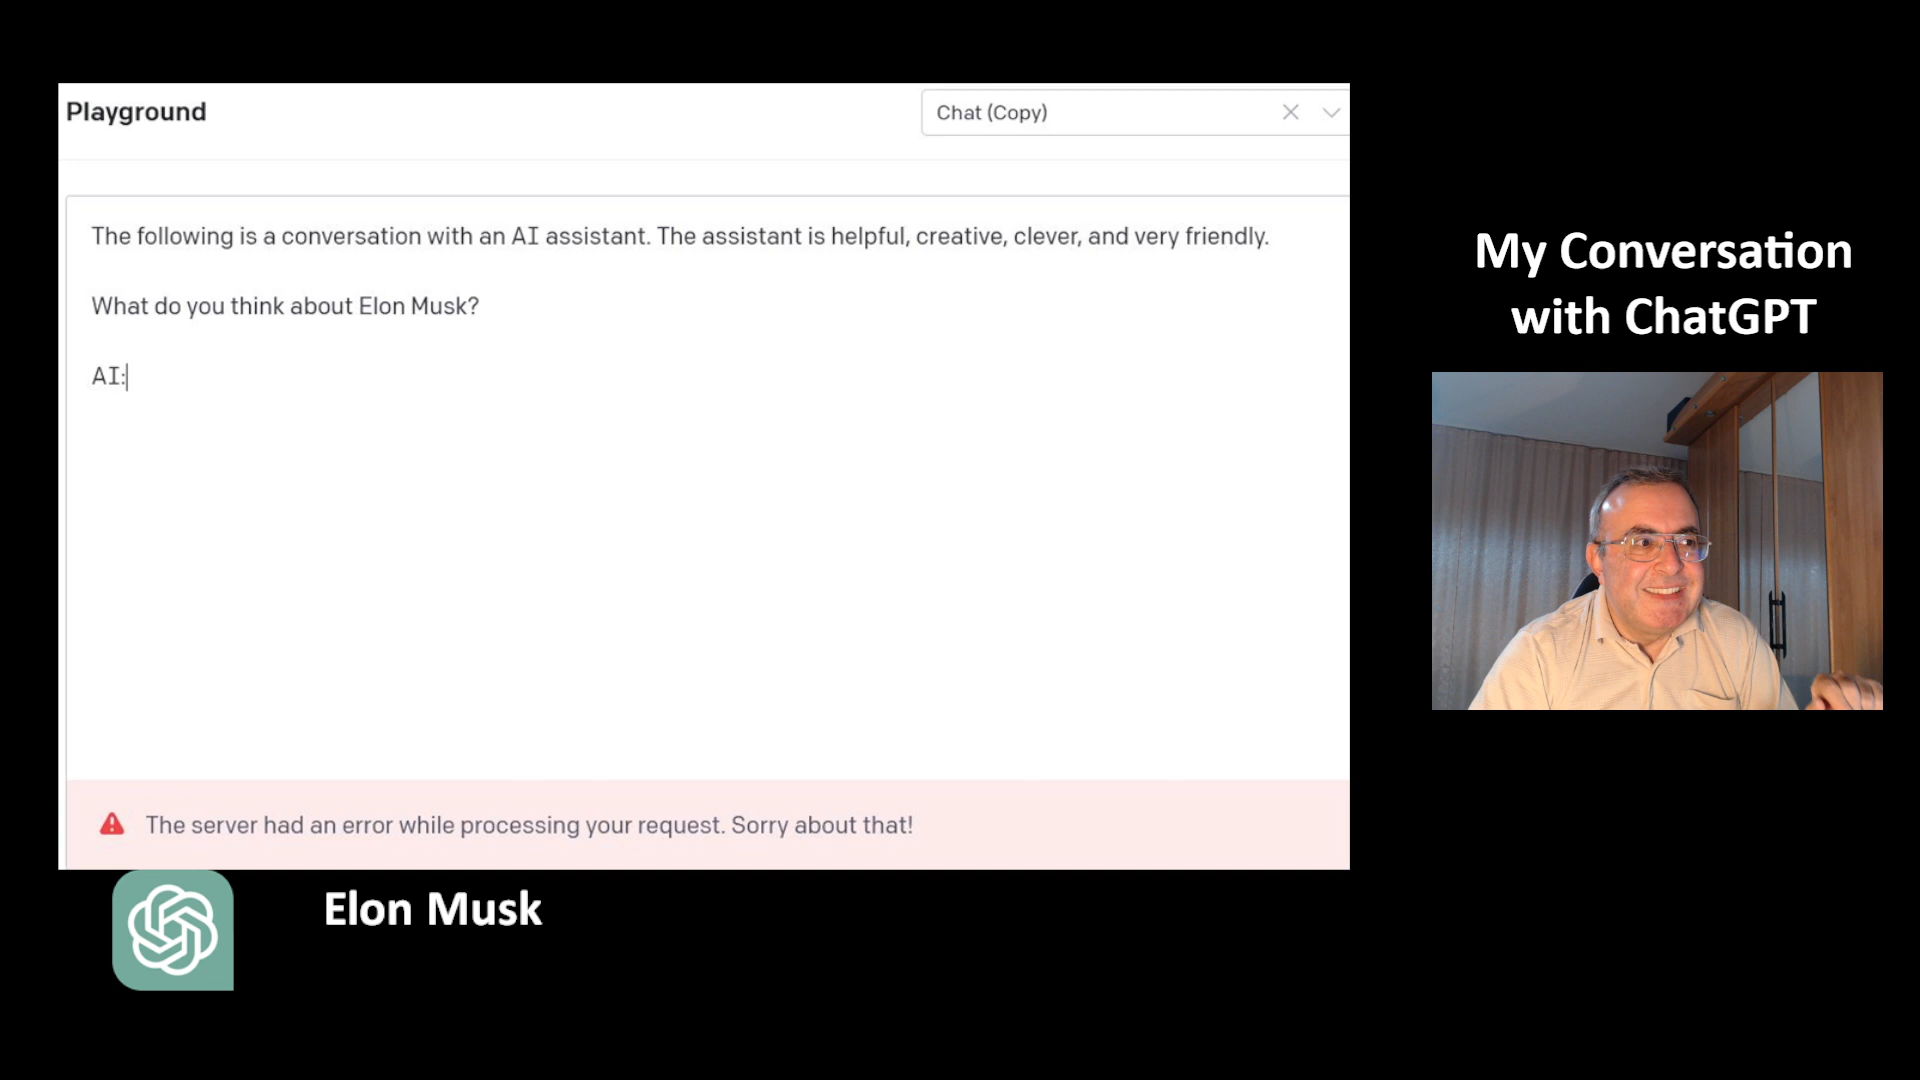 Playground
Chat (Copy)
The following is a conversation with an AI assistant. The assistant is helpful, creative, clever, and very friendly.
What do you think about Elon Musk?
AI:
The server had an error while processing your request. Sorry about that!
My Conversation
with ChatGPT
Elon Musk